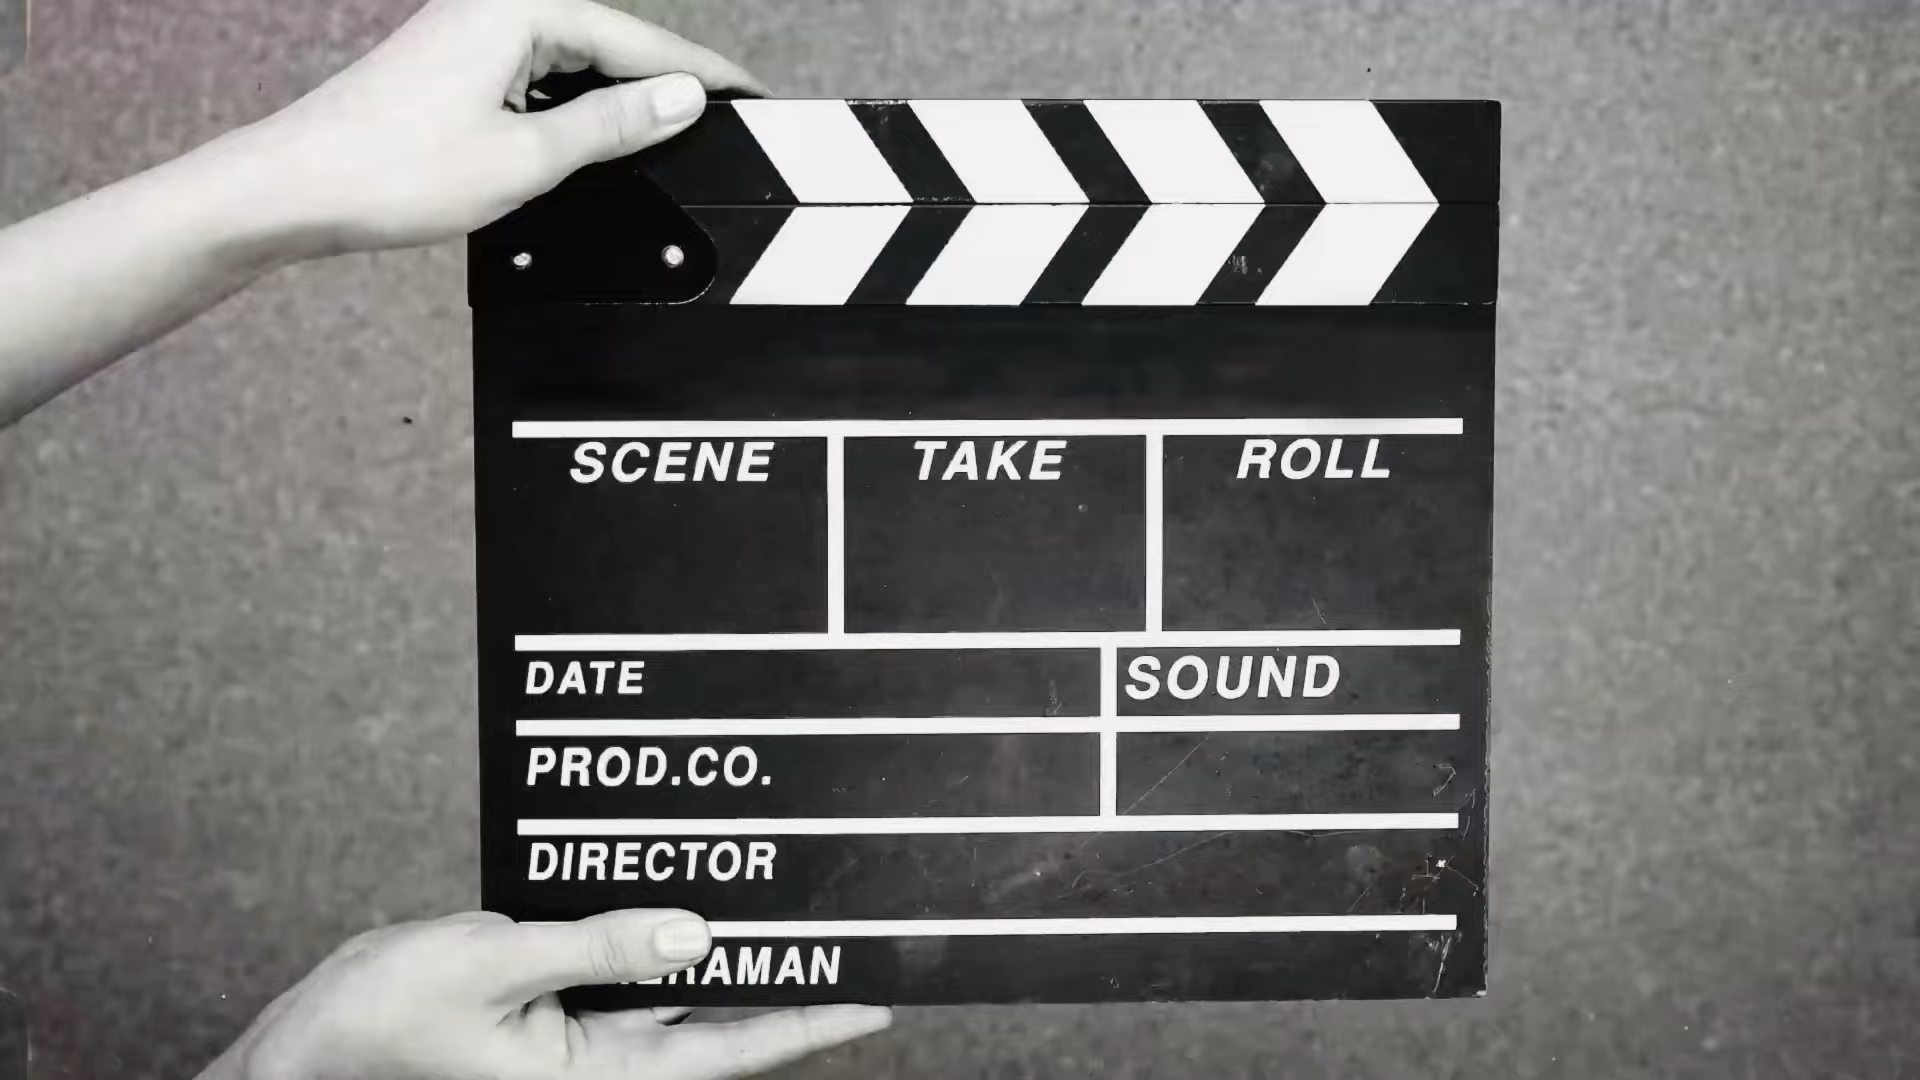 SCENE TAKE ROLL
DATE SOUND
PROD.CO.
DIRECTOR